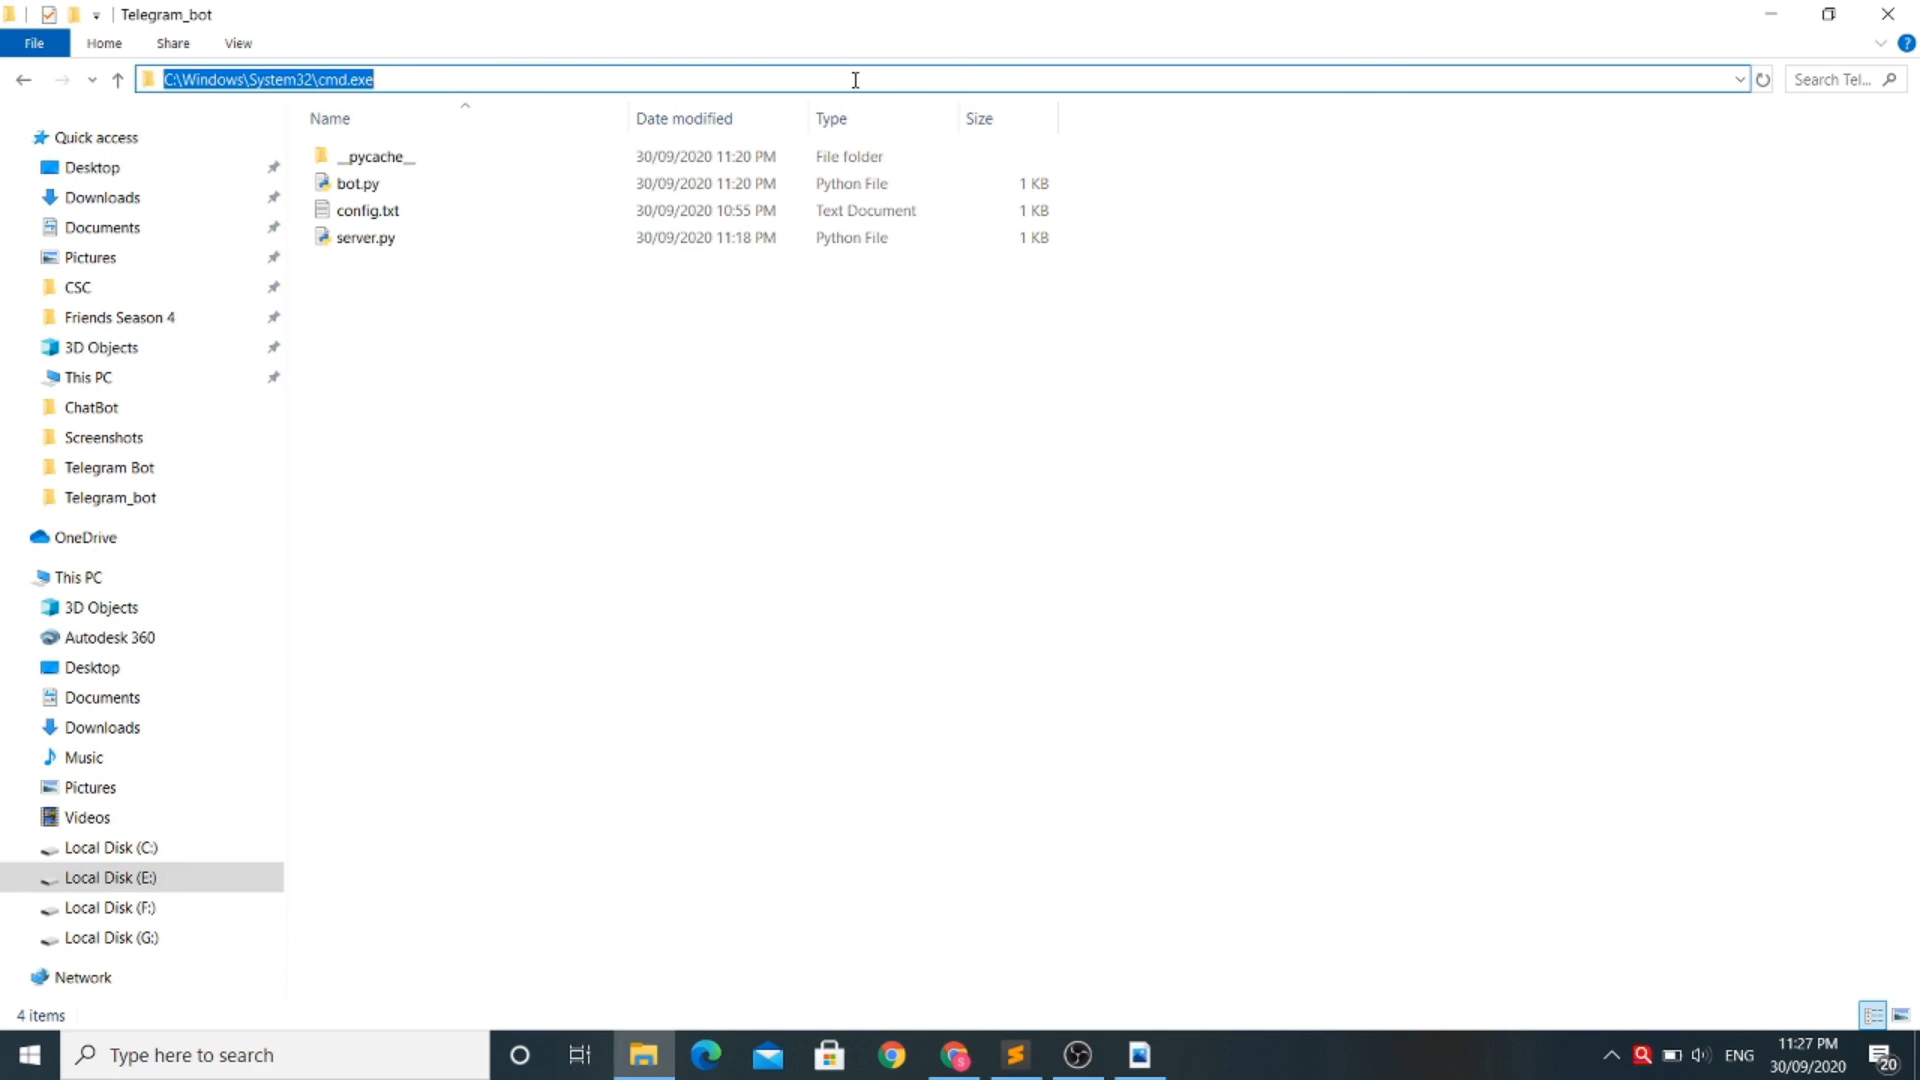 Telegram_bot
File Home Share View
C:\Windows\System32\cmd.exe
Search Tel...
Name Date modified Type Size
__pycache__ 30/09/2020 11:20 PM File folder
bot.py 30/09/2020 11:20 PM Python File 1 KB
config.txt 30/09/2020 10:55 PM Text Document 1 KB
server.py 30/09/2020 11:18 PM Python File 1 KB
Quick access
Desktop
Downloads
Documents
Pictures
CSC
Friends Season 4
3D Objects
This PC
ChatBot
Screenshots
Telegram Bot
Telegram_bot
OneDrive
This PC
3D Objects
Autodesk 360
Desktop
Documents
Downloads
Music
Pictures
Videos
Local Disk (C:)
Local Disk (E:)
Local Disk (F:)
Local Disk (G:)
Network
4 items
Type here to search
ENG
11:27 PM
30/09/2020
20